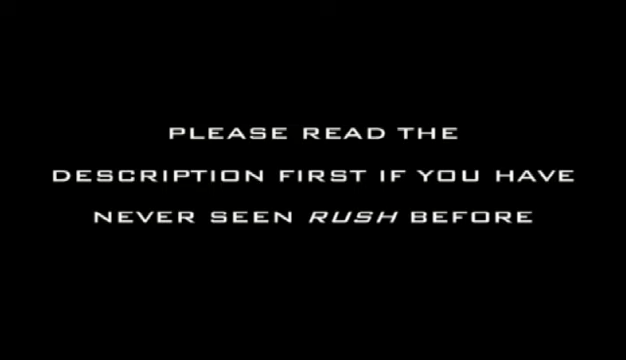 PLEASE READ THE
DESCRIPTION FIRST IF YOU HAVE
NEVER SEEN RUSH BEFORE